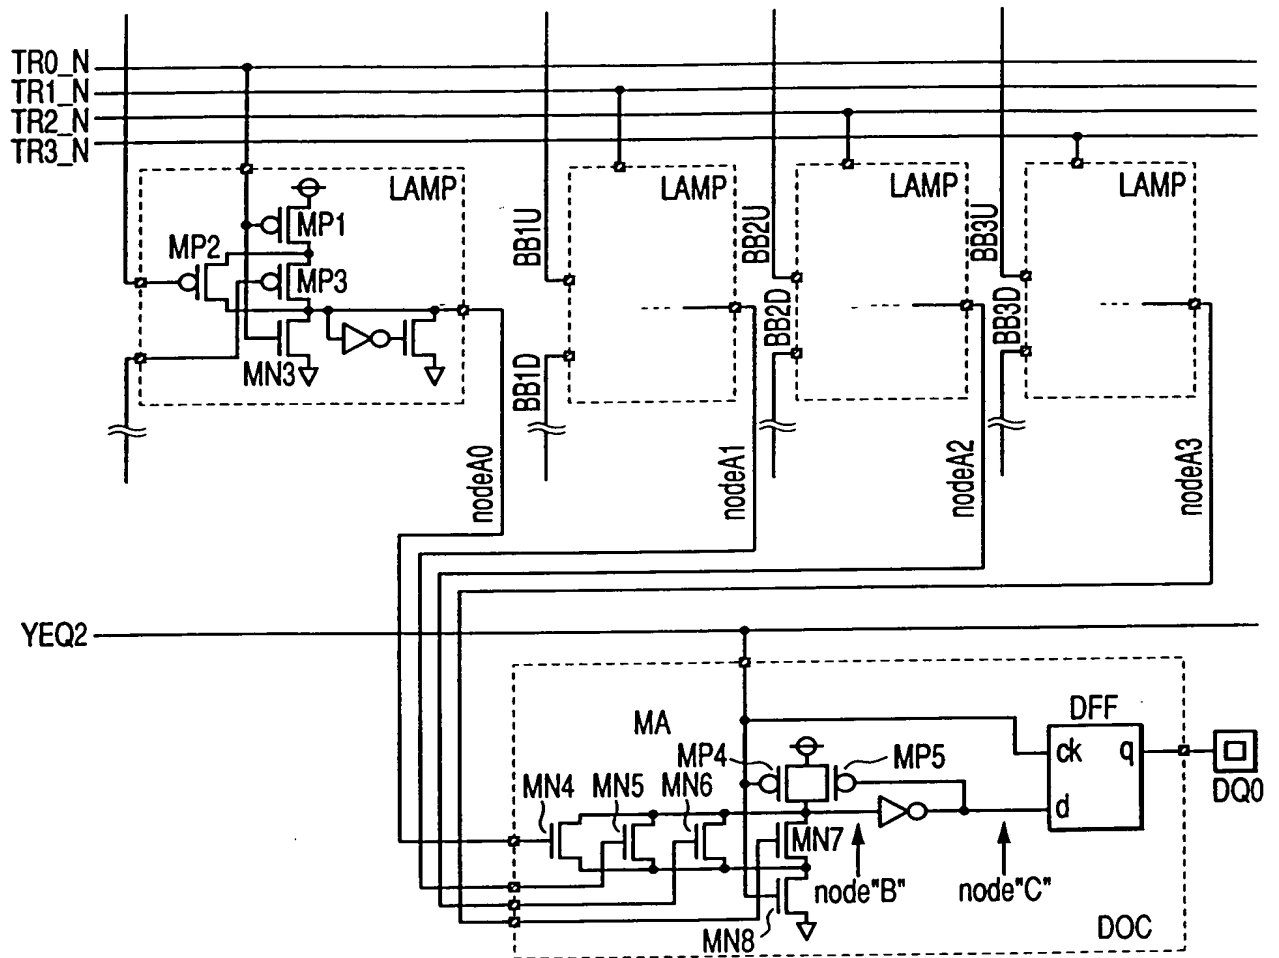 TR0_N
TR1_N
TR2_N
TR3_N
LAMP
LAMP
LAMP
LAMP
MP1
MP2
MP3
MN3
BB1U
BB1D
BB2U
BB2D
BB3U
BB3D
nodeA0
nodeA1
nodeA2
nodeA3
YEQ2
MA
DFF
MP4
MP5
ck
q
d
DQ0
MN4
MN5
MN6
MN7
node"B"
node"C"
MN8
DOC